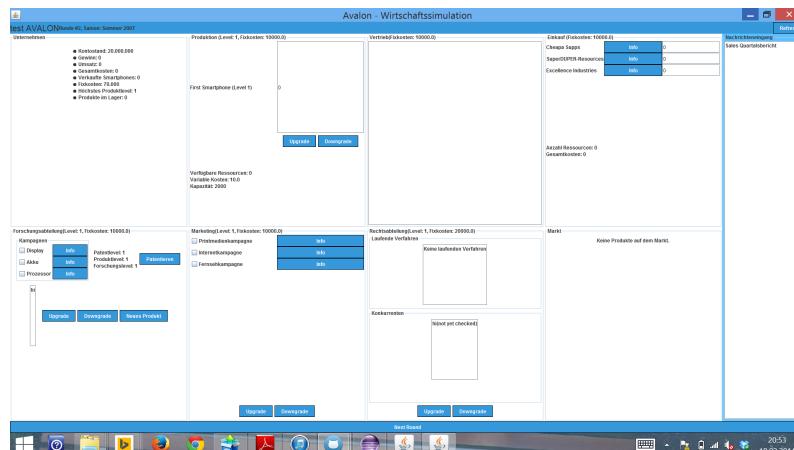 Avalon - Wirtschaftssimulation
test AVALON Runde #2, Saison: Sommer 2007
Refre
Unternehmen
Kontostand: 20.000.000
Gewinn: 0
Umsatz: 0
Gesamtkosten: 0
Verkaufte Smartphones: 0
Fixkosten: 70.000
Höchstes Produktlevel: 1
Produkte im Lager: 0
Produktion (Level: 1, Fixkosten: 10000.0)
First Smartphone (Level 1)
0
Upgrade Downgrade
Verfügbare Ressourcen: 0
Variable Kosten: 10.0
Kapazität: 2000
Vertrieb(Fixkosten: 10000.0)
Einkauf (Fixkosten: 10000.0)
Cheapa Supps Info 0
SuperDUPER-Resources Info 0
Excellence Industries Info 0
Anzahl Ressourcen: 0
Gesamtkosten: 0
Nachrichteneingang
Sales Quartalsbericht
Forschungsabteilung(Level: 1, Fixkosten: 10000.0)
Kampagnen
Display Info
Akku Info
Prozessor Info
Patentlevel: 1
Produktlevel: 1
Forschungslevel: 1
Patentieren
hi
Upgrade Downgrade Neues Produkt
Marketing(Level: 1, Fixkosten: 10000.0)
Printmedienkampagne Info
Internetkampagne Info
Fernsehkampagne Info
Upgrade Downgrade
Rechtsabteilung(Level: 1, Fixkosten: 20000.0)
Laufende Verfahren
Keine laufenden Verfahren
Konkurrenten
hi(not yet checked)
Upgrade Downgrade
Markt
Keine Produkte auf dem Markt.
Next Round
20:53